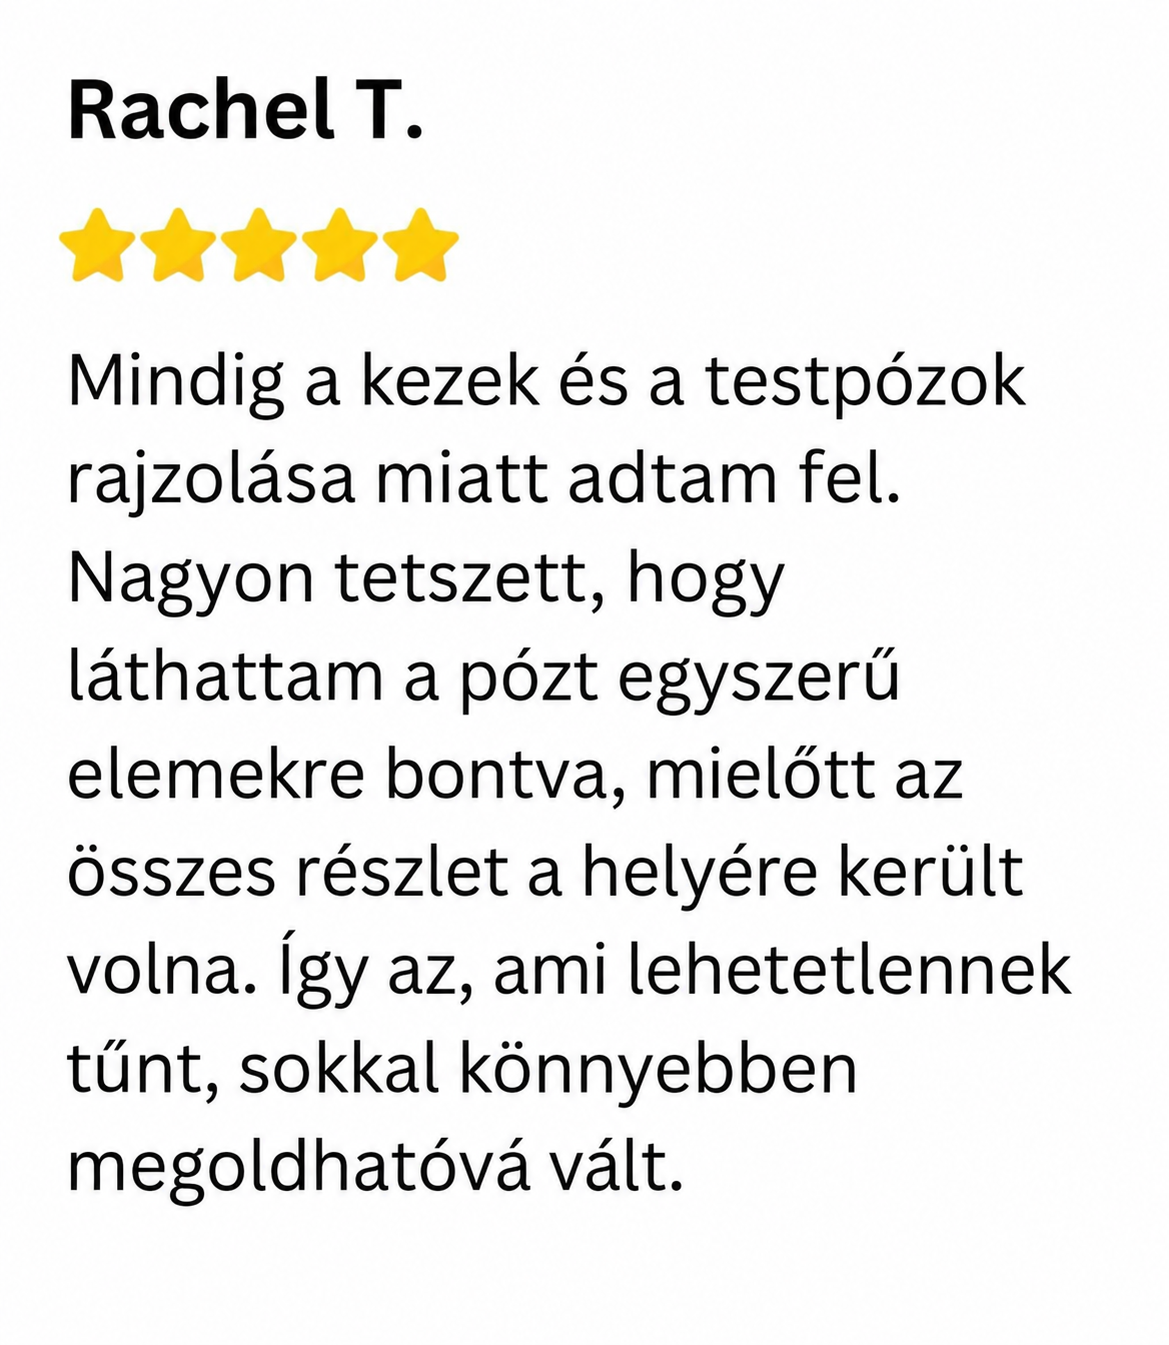 Rachel T.
Mindig a kezek és a testpózok
rajzolása miatt adtam fel.
Nagyon tetszett, hogy
láthattam a pózt egyszerű
elemekre bontva, mielőtt az
összes részlet a helyére került
volna. Így az, ami lehetetlennek
tűnt, sokkal könnyebben
megoldhatóvá vált.